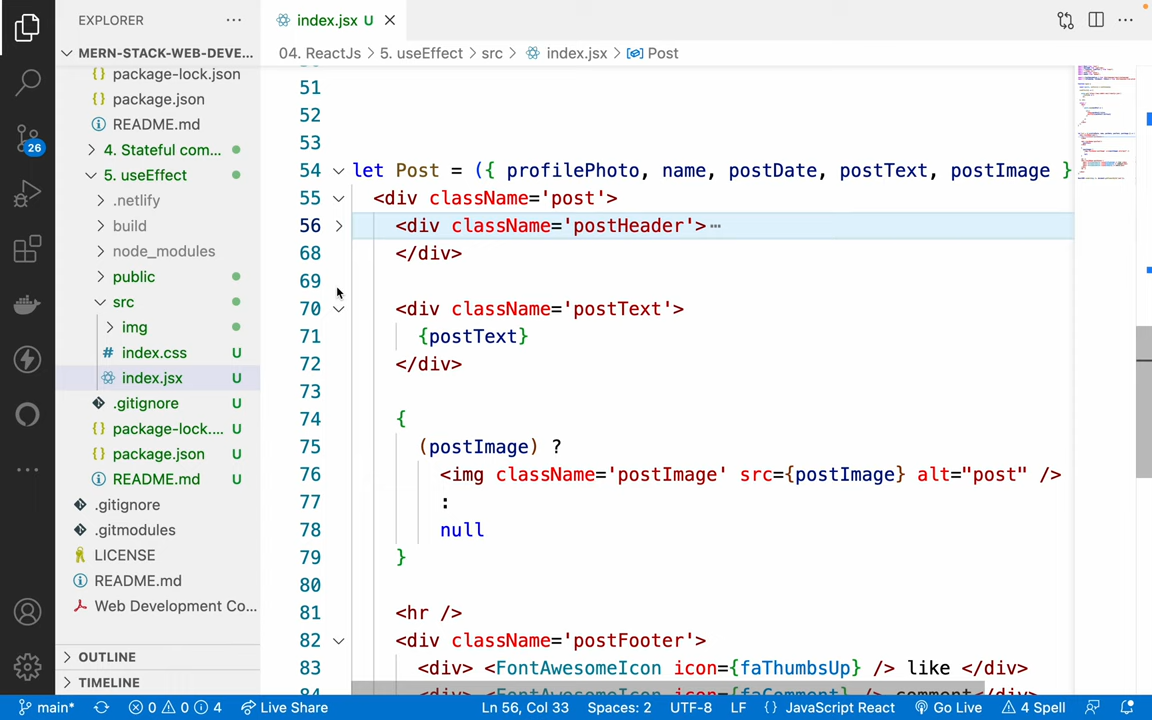 EXPLORER
MERN-STACK-WEB-DEVE...
package-lock.json
package.json
README.md
4. Stateful com...
5. useEffect
.netlify
build
node_modules
public
src
img
index.css U
index.jsx U
.gitignore U
package-lock.... U
package.json U
README.md U
.gitignore
.gitmodules
LICENSE
README.md
Web Development Co...
OUTLINE
TIMELINE
26
index.jsx U
04. ReactJs > 5. useEffect > src > index.jsx > Post
51
52
53
54 let Post = ({ profilePhoto, name, postDate, postText, postImage }
55 <div className='post'>
56 <div className='postHeader'>⋯
68 </div>
69
70 <div className='postText'>
71 {postText}
72 </div>
73
74 {
75 (postImage) ?
76 <img className='postImage' src={postImage} alt="post" />
77 :
78 null
79 }
80
81 <hr />
82 <div className='postFooter'>
83 <div> <FontAwesomeIcon icon={faThumbsUp} /> like </div>
84 <div> <FontAwesomeIcon icon={faComment} /> comment</div>
main* 0 0 4 Live Share Ln 56, Col 33 Spaces: 2 UTF-8 LF {} JavaScript React Go Live 4 Spell